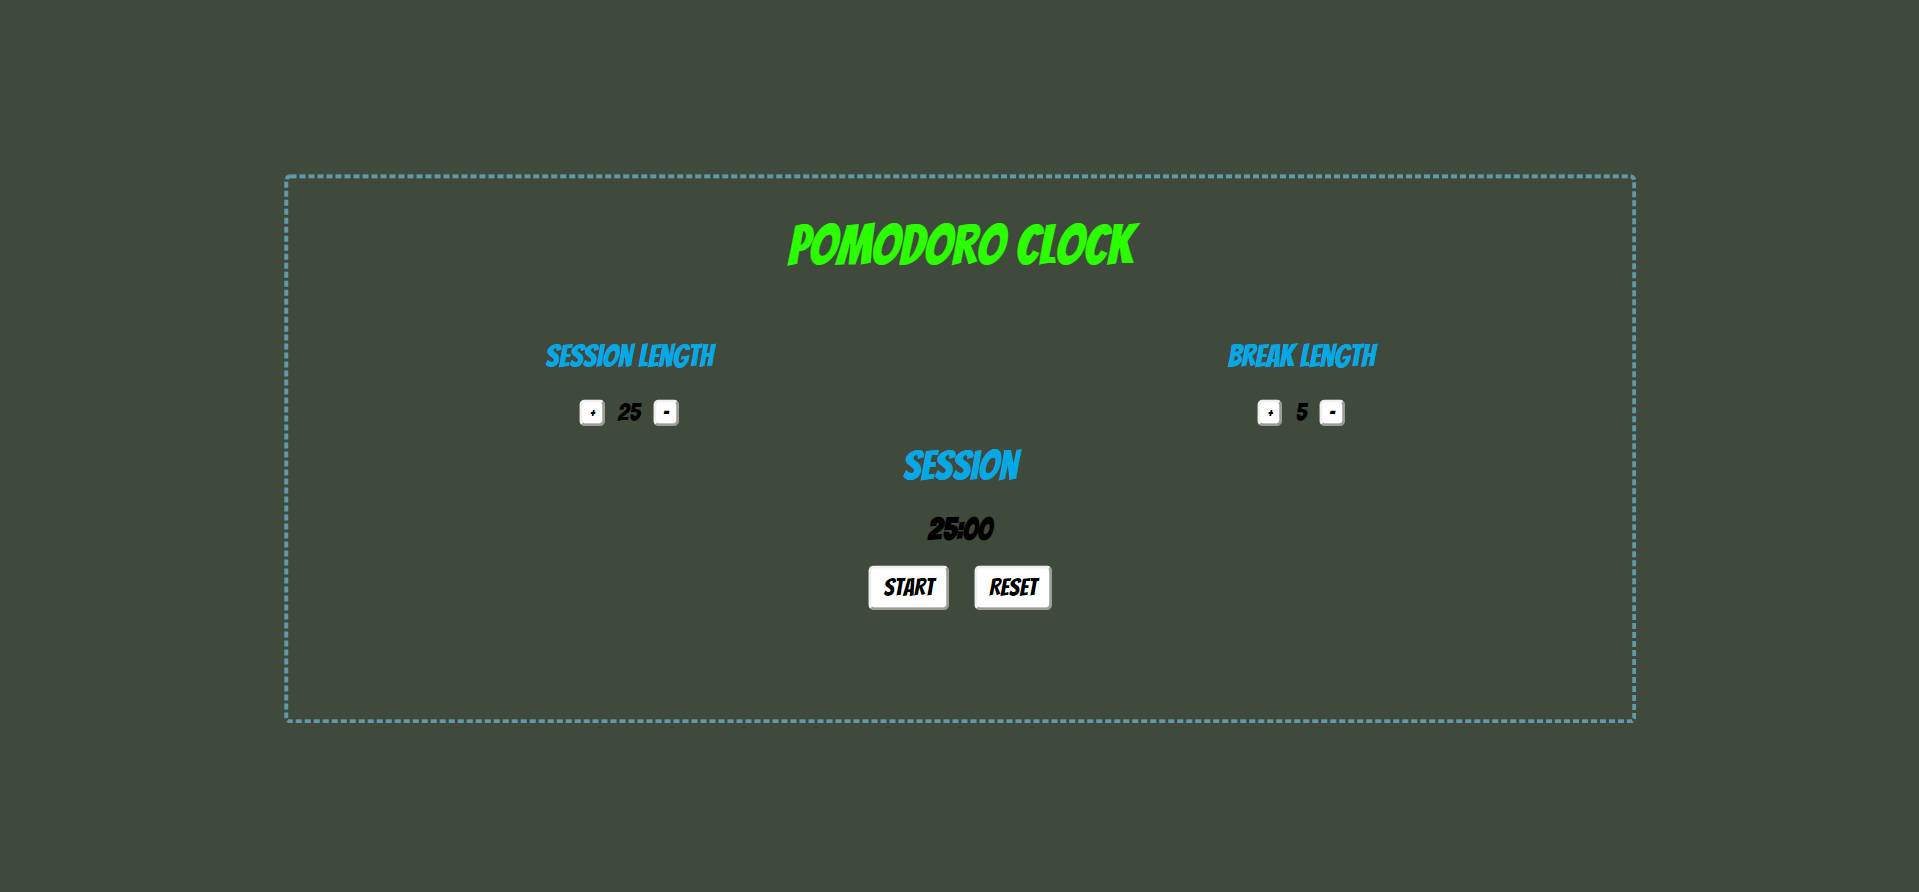 POMODORO CLOCK
SESSION LENGTH
+ 25 -
BREAK LENGTH
+ 5 -
SESSION
25:00
START RESET